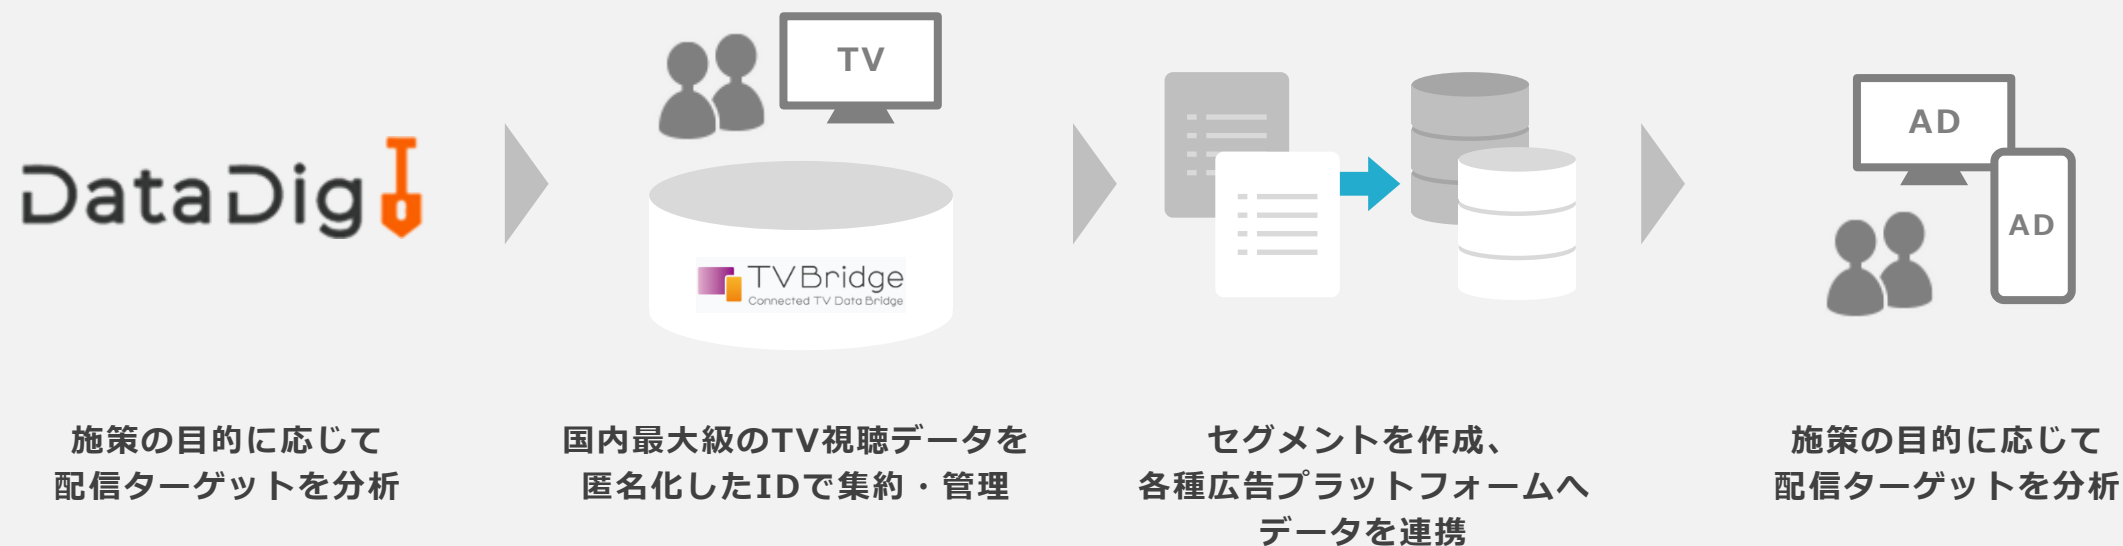 DataDig
施策の目的に応じて
配信ターゲットを分析
TV
TVBridge
Connected TV Data Bridge
国内最大級のTV視聴データを
匿名化したIDで集約・管理
セグメントを作成、
各種広告プラットフォームへ
データを連携
AD
AD
施策の目的に応じて
配信ターゲットを分析